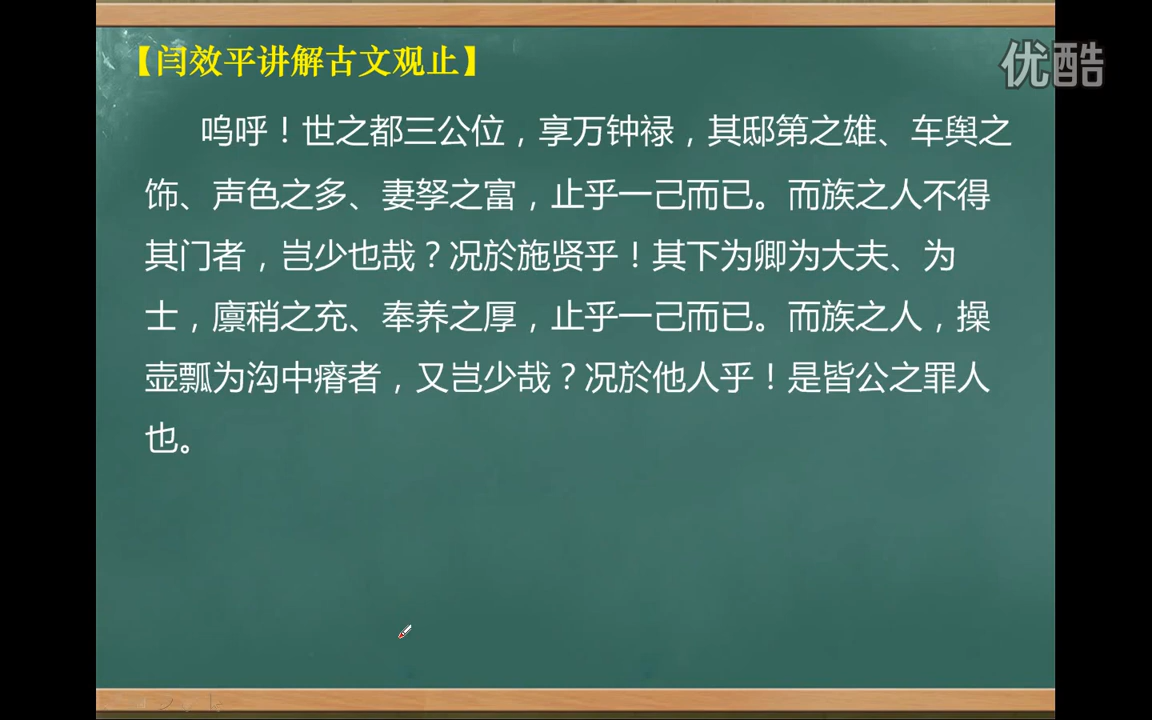 【闫效平讲解古文观止】
优酷
呜呼！世之都三公位，享万钟禄，其邸第之雄、车舆之
饰、声色之多、妻孥之富，止乎一己而已。而族之人不得
其门者，岂少也哉？况於施贤乎！其下为卿为大夫、为
士，廪稍之充、奉养之厚，止乎一己而已。而族之人，操
壶瓢为沟中瘠者，又岂少哉？况於他人乎！是皆公之罪人
也。